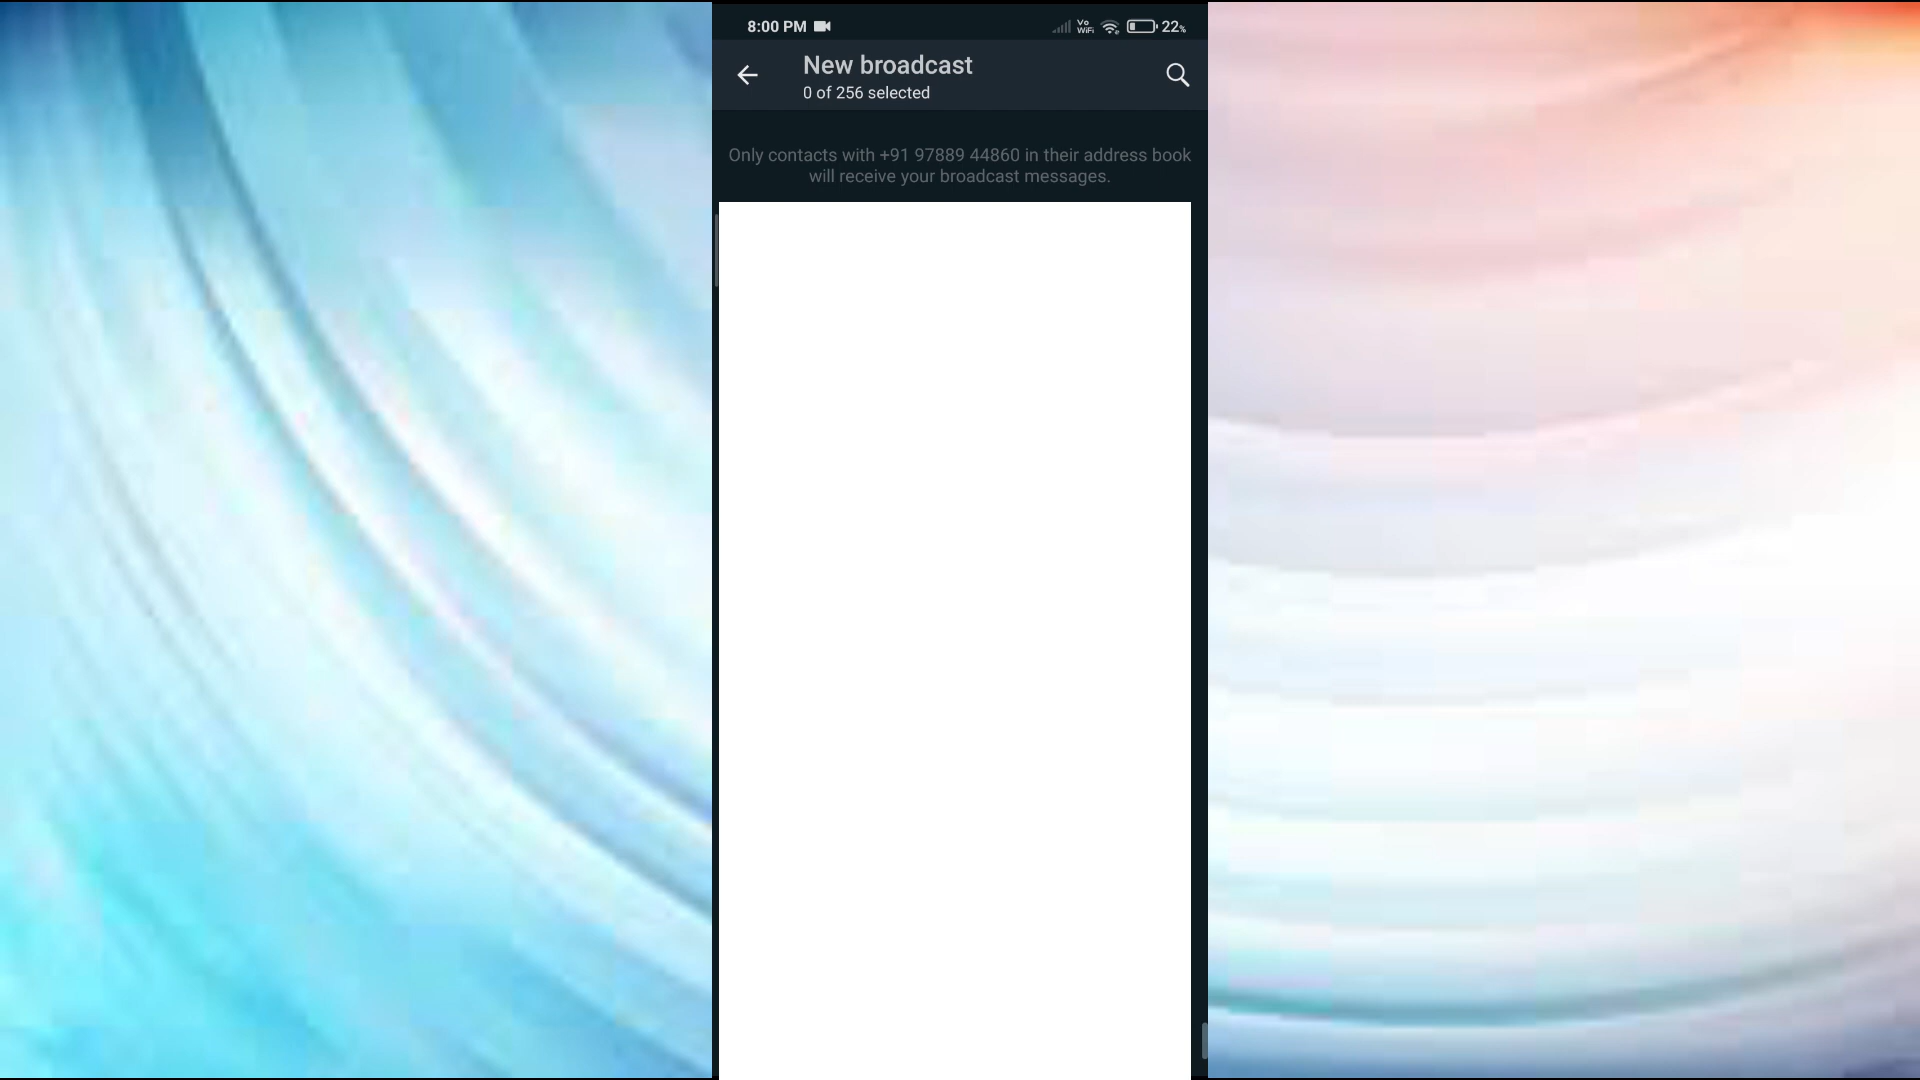 8:00 PM Vo WiFi 22%
New broadcast
0 of 256 selected
Only contacts with +91 97889 44860 in their address book
will receive your broadcast messages.